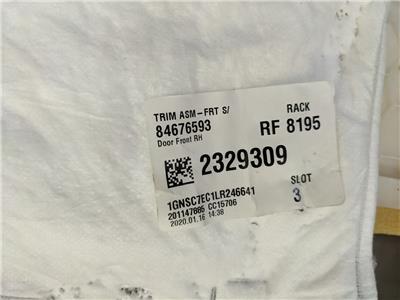 TRIM ASM-FRT S/
RACK
84676593
RF 8195
Door Front RH
2329309
1GNSC7EC1LR246641
SLOT
201147885 CC15706
3
2020.01.16 14:38